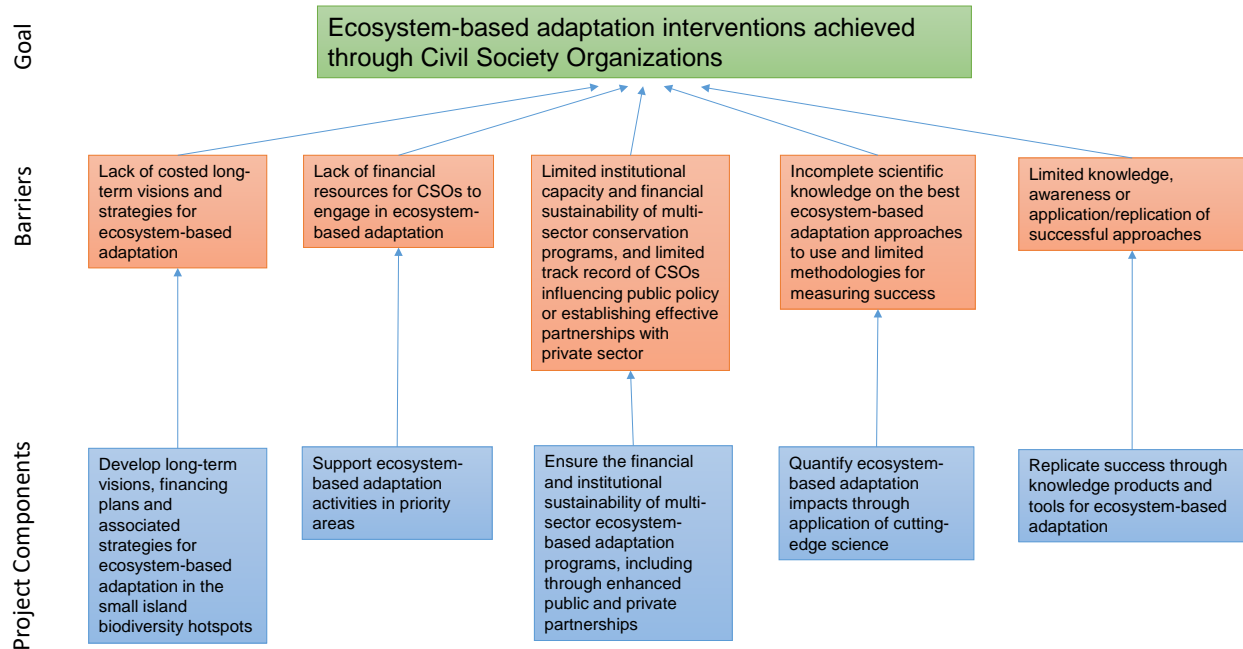 Goal
Ecosystem-based adaptation interventions achieved
through Civil Society Organizations
Barriers
Lack of costed long-
term visions and
strategies for
ecosystem-based
adaptation
Lack of financial
resources for CSOs to
engage in ecosystem-
based adaptation
Limited institutional
capacity and financial
sustainability of multi-
sector conservation
programs, and limited
track record of CSOs
influencing public policy
or establishing effective
partnerships with
private sector
Incomplete scientific
knowledge on the best
ecosystem-based
adaptation approaches
to use and limited
methodologies for
measuring success
Limited knowledge,
awareness or
application/replication of
successful approaches
Project Components
Develop long-term
visions, financing
plans and
associated
strategies for
ecosystem-based
adaptation in the
small island
biodiversity hotspots
Support ecosystem-
based adaptation
activities in priority
areas
Ensure the financial
and institutional
sustainability of multi-
sector ecosystem-
based adaptation
programs, including
through enhanced
public and private
partnerships
Quantify ecosystem-
based adaptation
impacts through
application of cutting-
edge science
Replicate success through
knowledge products and
tools for ecosystem-based
adaptation